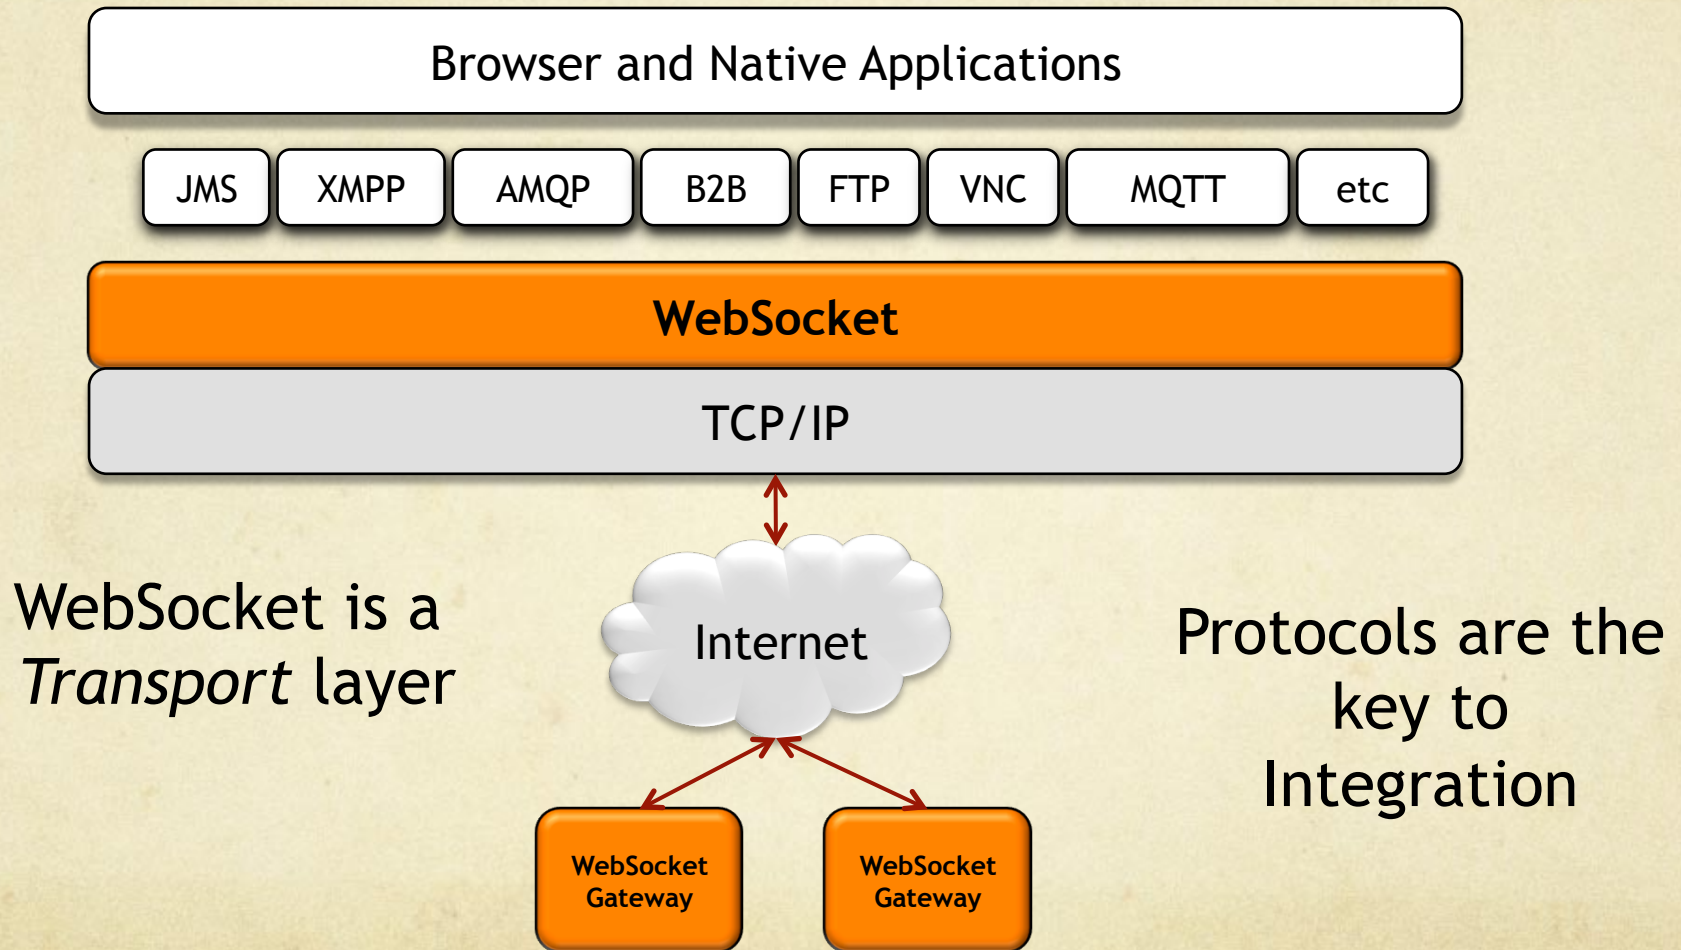 Browser and Native Applications
JMS
XMPP
AMQP
B2B
FTP
VNC
MQTT
etc
WebSocket
TCP/IP
Internet
WebSocket is a
Transport layer
Protocols are the
key to
Integration
WebSocket
Gateway
WebSocket
Gateway